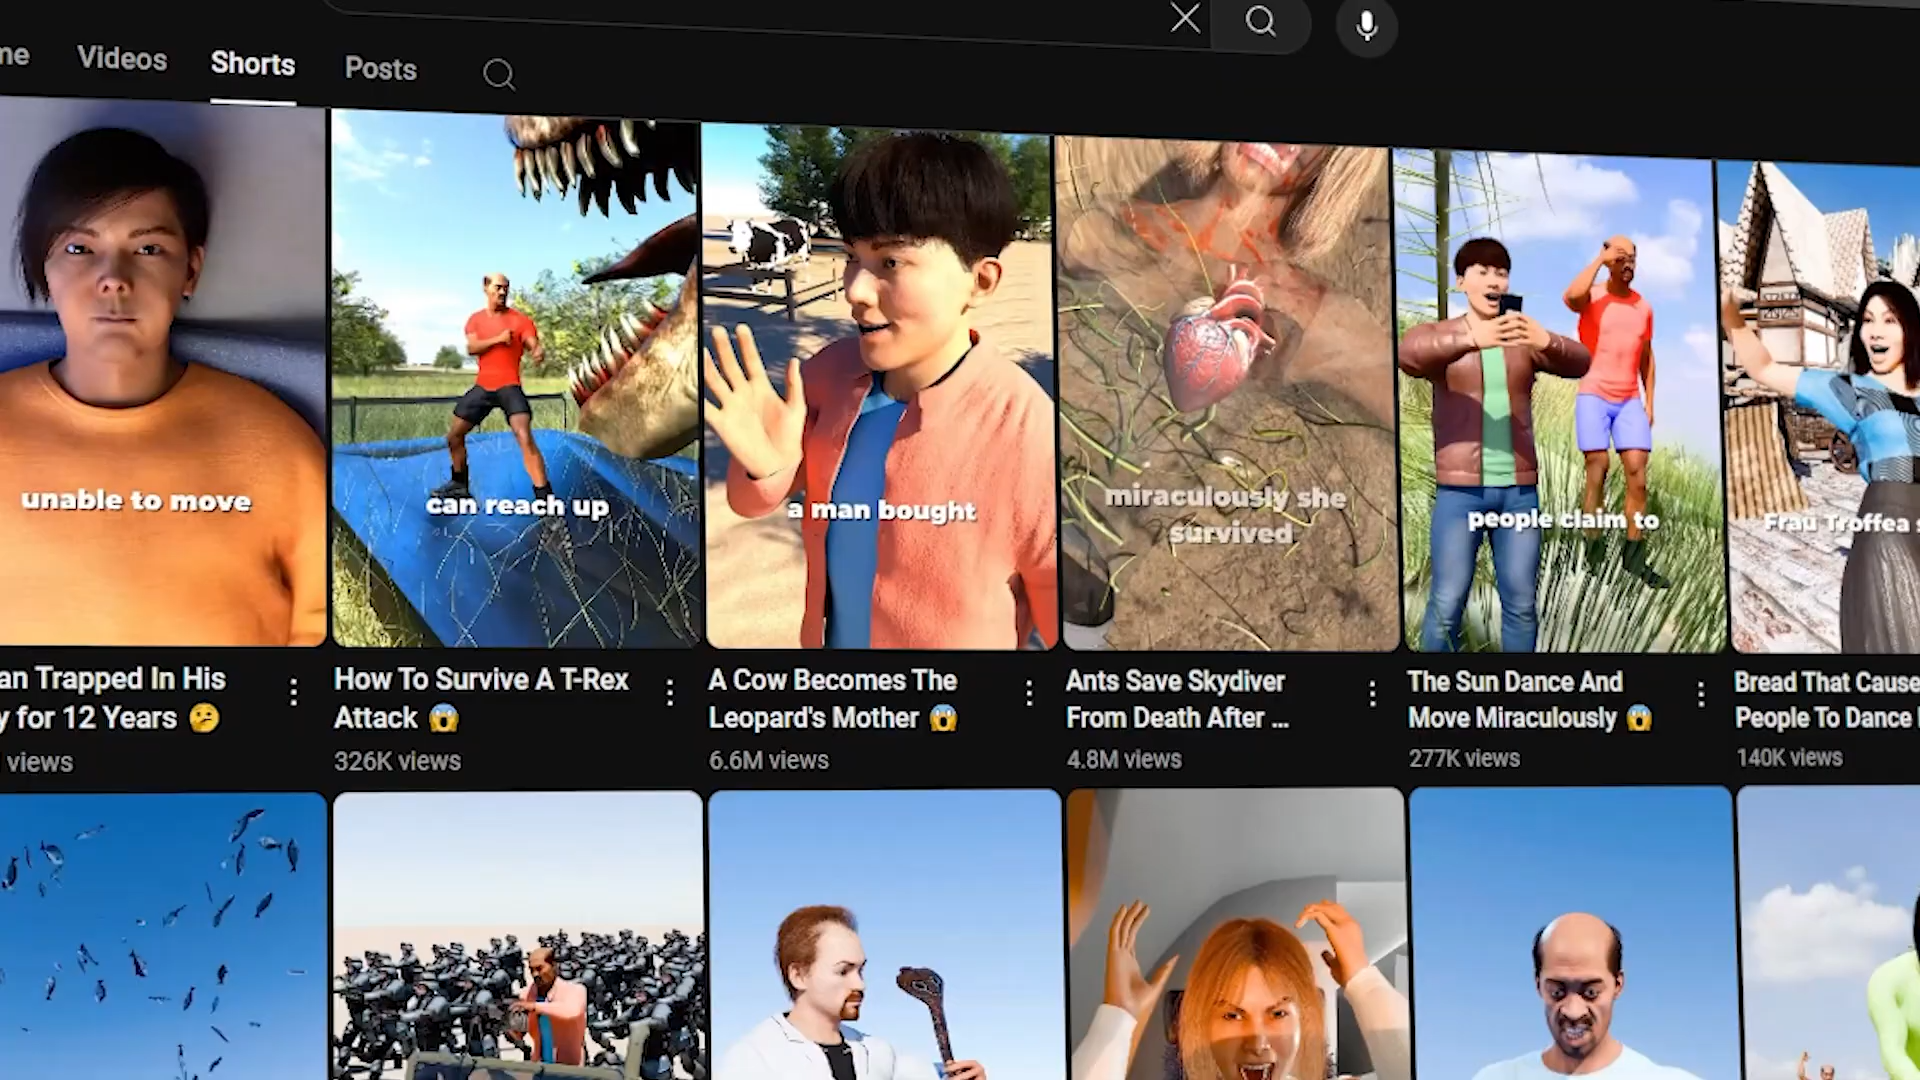 me
Videos
Shorts
Posts
unable to move
can reach up
a man bought
miraculously she
survived
people claim to
Frau Troffea
an Trapped In His
y for 12 Years 🤔
views
How To Survive A T-Rex
Attack 😱
326K views
A Cow Becomes The
Leopard's Mother 😱
6.6M views
Ants Save Skydiver
From Death After ...
4.8M views
The Sun Dance And
Move Miraculously 😱
277K views
Bread That Cause
People To Dance
140K views